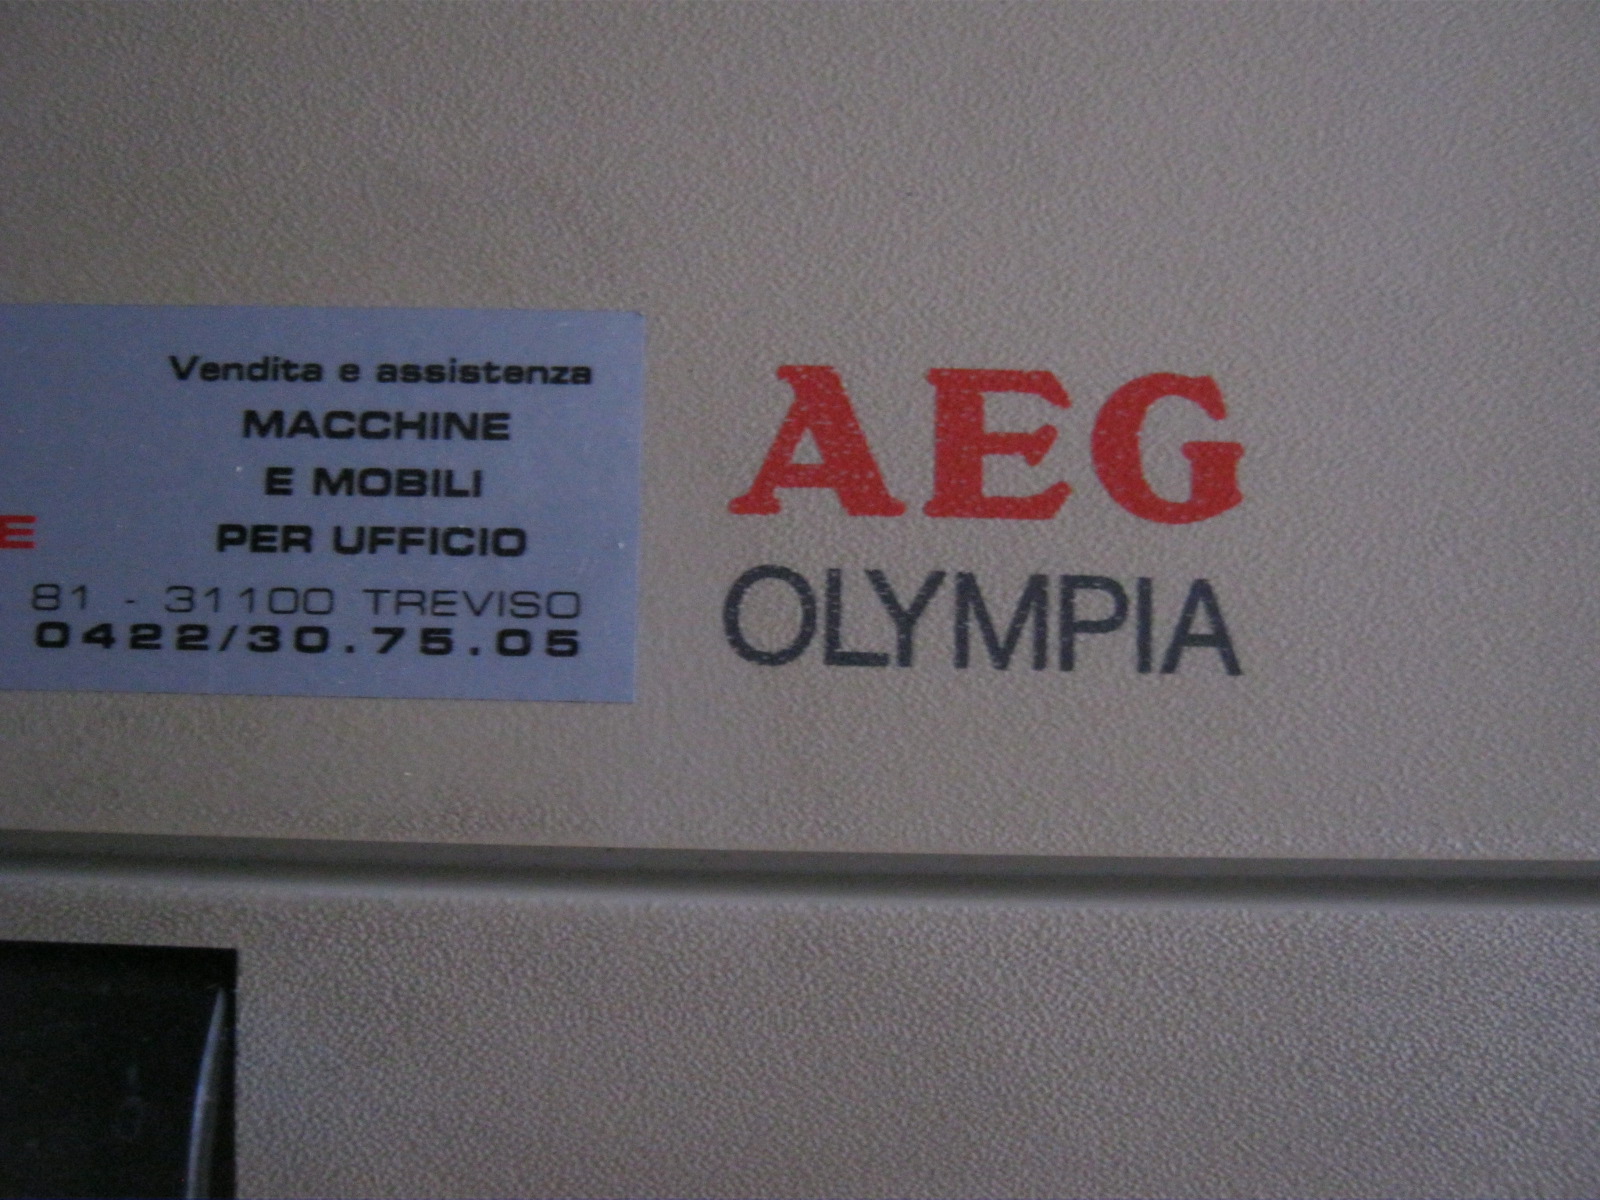 Vendita e assistenza
MACCHINE
E MOBILI
PER UFFICIO
E
81 - 31100 TREVISO
0422/30.75.05
AEG
OLYMPIA